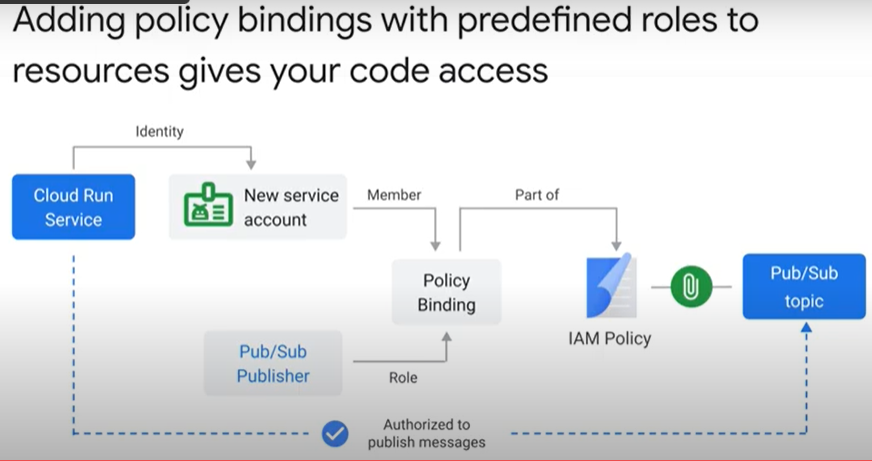 Adding policy bindings with predefined roles to
resources gives your code access
Identity
Cloud Run
Service
New service
account
Member
Part of
Policy
Binding
Pub/Sub
topic
IAM Policy
Pub/Sub
Publisher
Role
Authorized to
publish messages